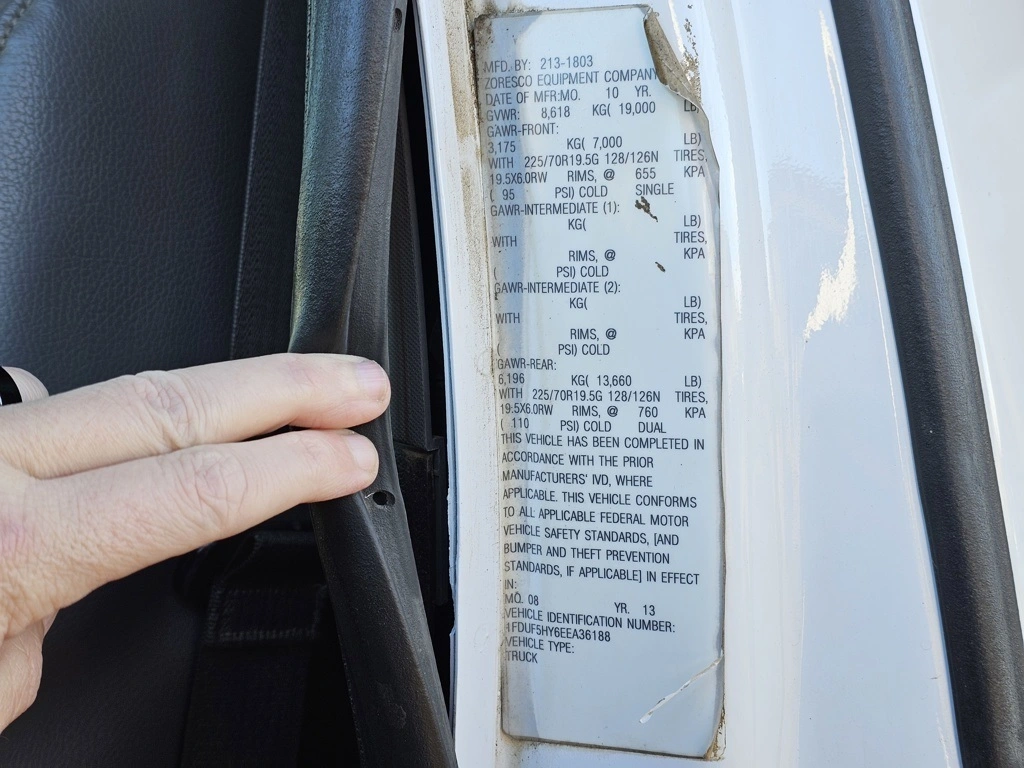 MFD. BY: 213-1803
ZORESCO EQUIPMENT COMPANY
DATE OF MFR:MO. 10 YR.
GVWR: 8,618 KG( 19,000 LB)
GAWR-FRONT:
3,175 KG( 7,000 LB)
WITH 225/70R19.5G 128/126N TIRES,
19.5X6.0RW RIMS, @ 655 KPA
( 95 PSI) COLD SINGLE
GAWR-INTERMEDIATE (1):
KG( LB)
WITH TIRES,
RIMS, @ KPA
( PSI) COLD
GAWR-INTERMEDIATE (2):
KG( LB)
WITH TIRES,
RIMS, @ KPA
( PSI) COLD
GAWR-REAR:
6,196 KG( 13,660 LB)
WITH 225/70R19.5G 128/126N TIRES,
19.5X6.0RW RIMS, @ 760 KPA
( 110 PSI) COLD DUAL
THIS VEHICLE HAS BEEN COMPLETED IN
ACCORDANCE WITH THE PRIOR
MANUFACTURERS' IVD, WHERE
APPLICABLE. THIS VEHICLE CONFORMS
TO ALL APPLICABLE FEDERAL MOTOR
VEHICLE SAFETY STANDARDS, [AND
BUMPER AND THEFT PREVENTION
STANDARDS, IF APPLICABLE] IN EFFECT
IN:
MO. 08 YR. 13
VEHICLE IDENTIFICATION NUMBER:
1FDUF5HY6EEA36188
VEHICLE TYPE:
TRUCK